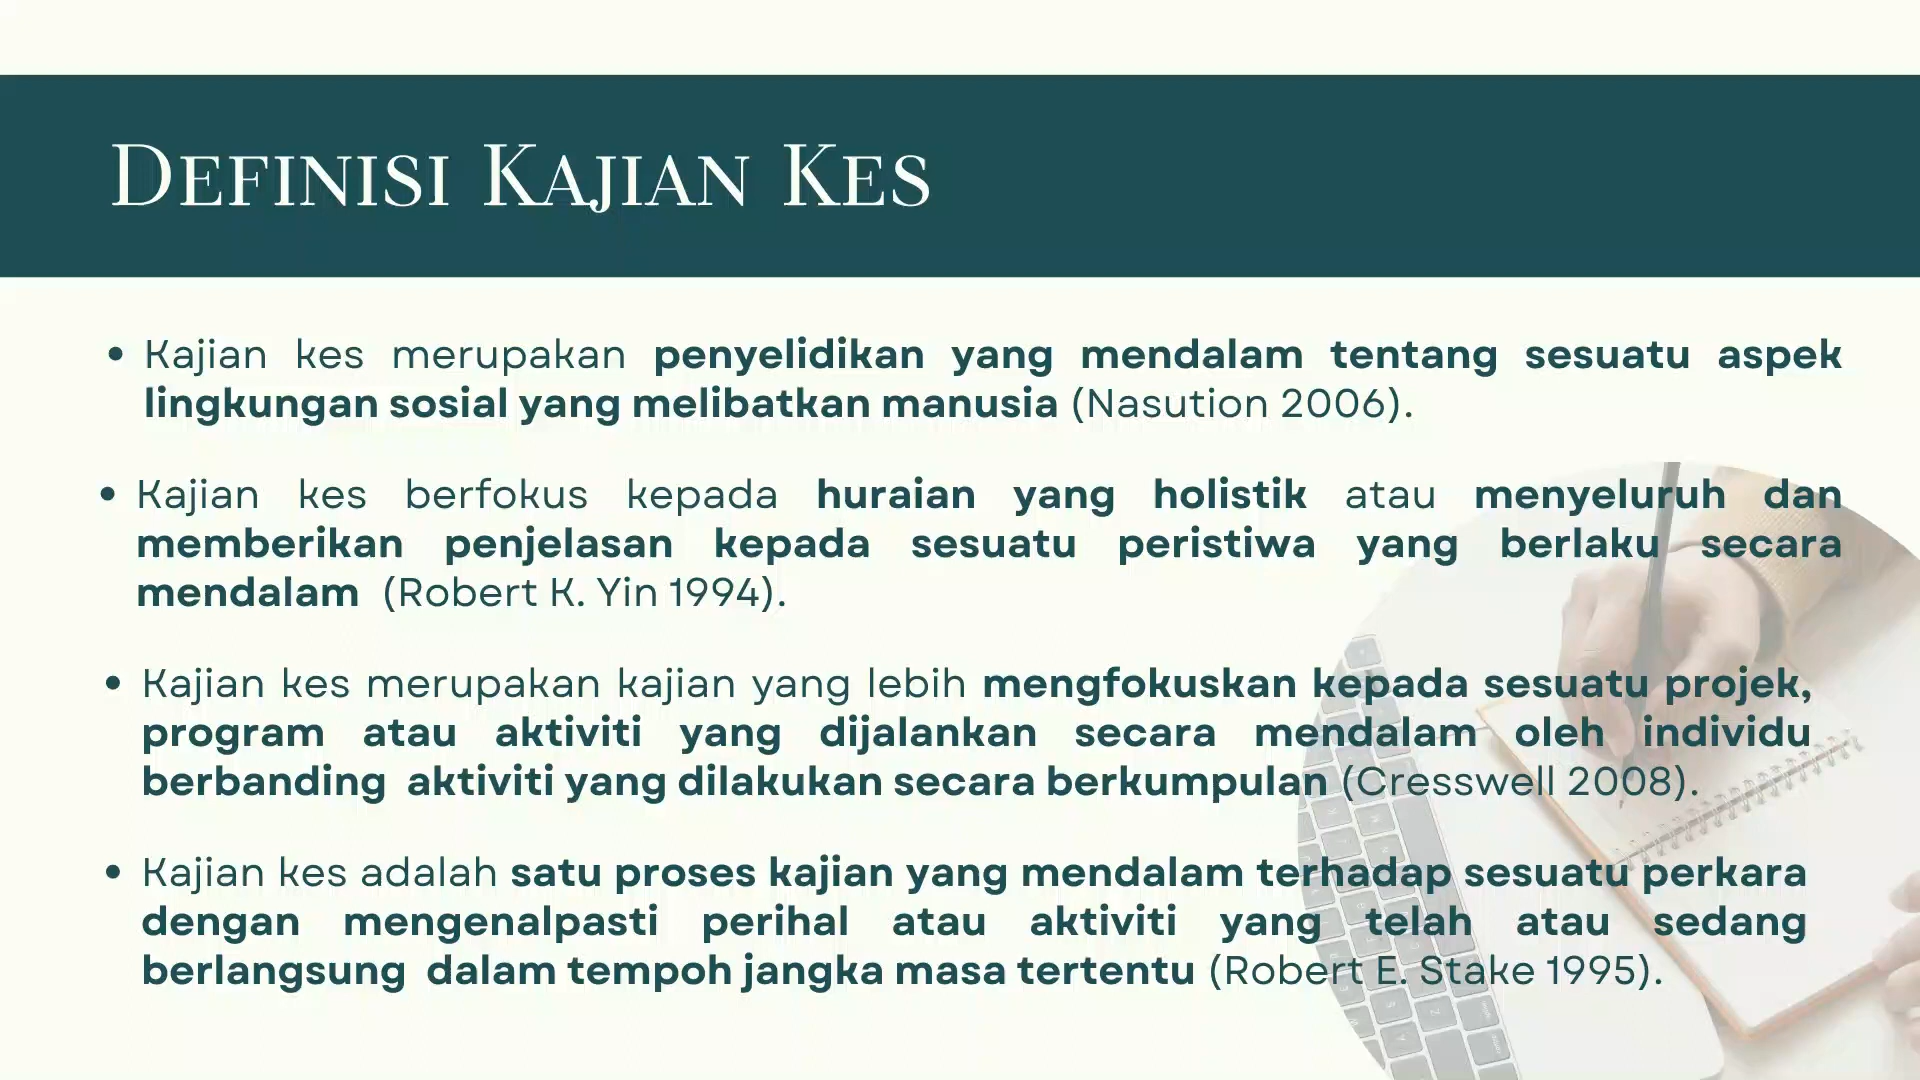 Definisi Kajian Kes
• Kajian kes merupakan penyelidikan yang mendalam tentang sesuatu aspek
lingkungan sosial yang melibatkan manusia (Nasution 2006).
• Kajian kes berfokus kepada huraian yang holistik atau menyeluruh dan
memberikan penjelasan kepada sesuatu peristiwa yang berlaku secara
mendalam (Robert K. Yin 1994).
• Kajian kes merupakan kajian yang lebih mengfokuskan kepada sesuatu projek,
program atau aktiviti yang dijalankan secara mendalam oleh individu
berbanding aktiviti yang dilakukan secara berkumpulan (Cresswell 2008).
• Kajian kes adalah satu proses kajian yang mendalam terhadap sesuatu perkara
dengan mengenalpasti perihal atau aktiviti yang telah atau sedang
berlangsung dalam tempoh jangka masa tertentu (Robert E. Stake 1995).